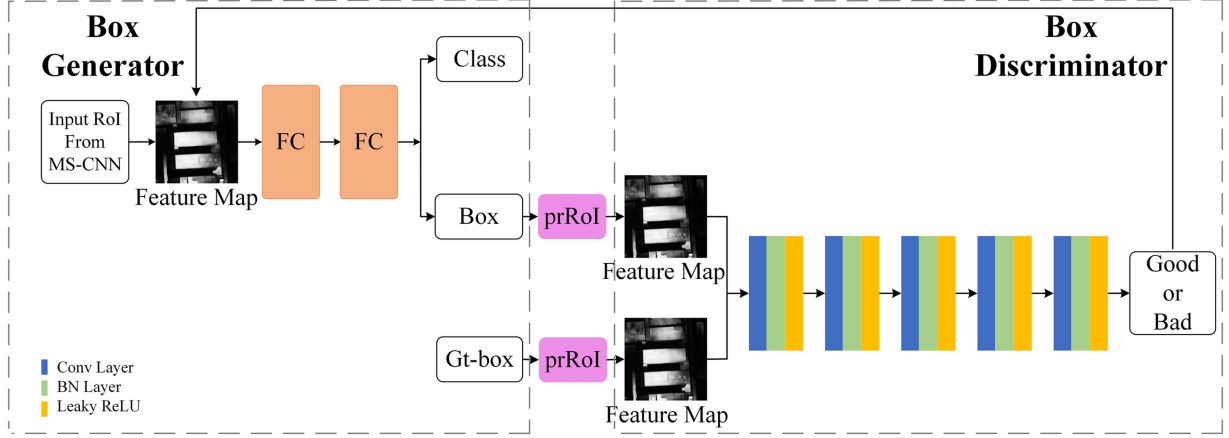 Box
Generator
Input RoI
From
MS-CNN
Feature Map
FC
FC
Class
Box
prRoI
Feature Map
Gt-box
prRoI
Feature Map
Box
Discriminator
Good
or
Bad
Conv Layer
BN Layer
Leaky ReLU